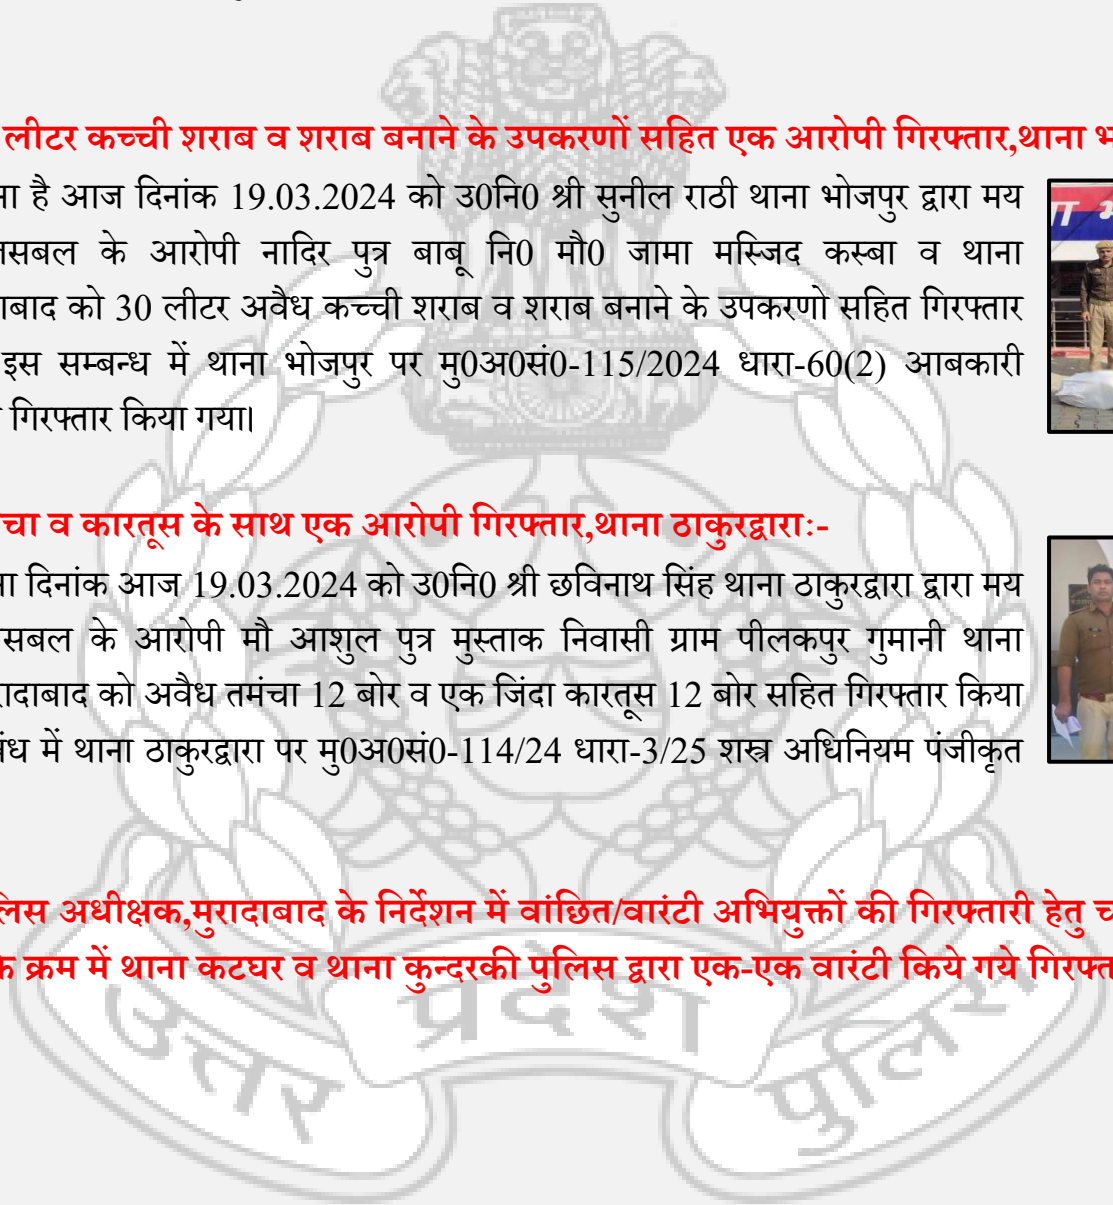 लीटर कच्ची शराब व शराब बनाने के उपकरणों सहित एक आरोपी गिरफ्तार,थाना भ
ना है आज दिनांक 19.03.2024 को उ0नि0 श्री सुनील राठी थाना भोजपुर द्वारा मय
सबल के आरोपी नादिर पुत्र बाबू नि0 मौ0 जामा मस्जिद कस्बा व थाना
ाबाद को 30 लीटर अवैध कच्ची शराब व शराब बनाने के उपकरणो सहित गिरफ्तार
इस सम्बन्ध में थाना भोजपुर पर मु0अ0सं0-115/2024 धारा-60(2) आबकारी
गिरफ्तार किया गया।
चा व कारतूस के साथ एक आरोपी गिरफ्तार,थाना ठाकुरद्वाराः-
ना दिनांक आज 19.03.2024 को उ0नि0 श्री छविनाथ सिंह थाना ठाकुरद्वारा द्वारा मय
सबल के आरोपी मौ आशुल पुत्र मुस्ताक निवासी ग्राम पीलकपुर गुमानी थाना
रादाबाद को अवैध तमंचा 12 बोर व एक जिंदा कारतूस 12 बोर सहित गिरफ्तार किया
बंध में थाना ठाकुरद्वारा पर मु0अ0सं0-114/24 धारा-3/25 शस्त्र अधिनियम पंजीकृत
लिस अधीक्षक,मुरादाबाद के निर्देशन में वांछित/वारंटी अभियुक्तों की गिरफ्तारी हेतु च
के क्रम में थाना कटघर व थाना कुन्दरकी पुलिस द्वारा एक-एक वारंटी किये गये गिरफ्त
उत्तर प्रदेश पुलिस